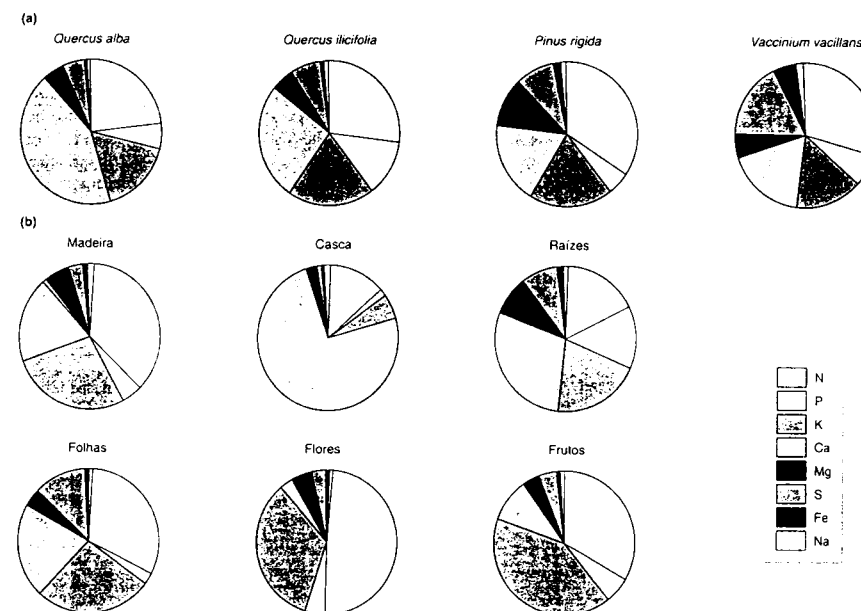 (a)
Quercus alba
Quercus ilicifolia
Pinus rigida
Vaccinium vacillans
(b)
Madeira
Casca
Raízes
Folhas
Flores
Frutos
N
P
K
Ca
Mg
S
Fe
Na